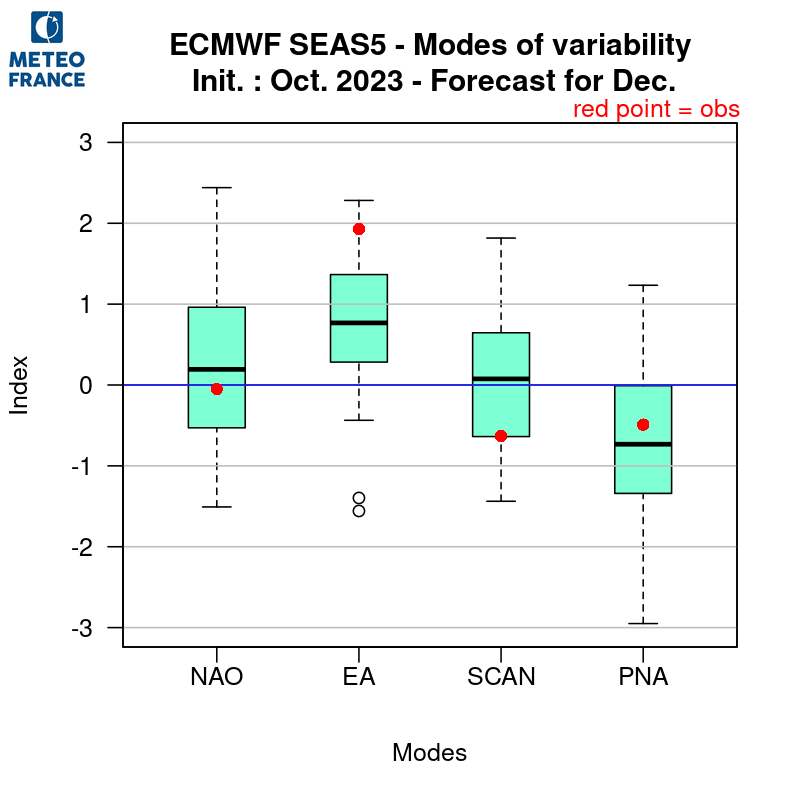 METEO
FRANCE
ECMWF SEAS5 - Modes of variability
Init. : Oct. 2023 - Forecast for Dec.
red point = obs
3
2
1
0
-1
-2
-3
Index
NAO EA SCAN PNA
Modes